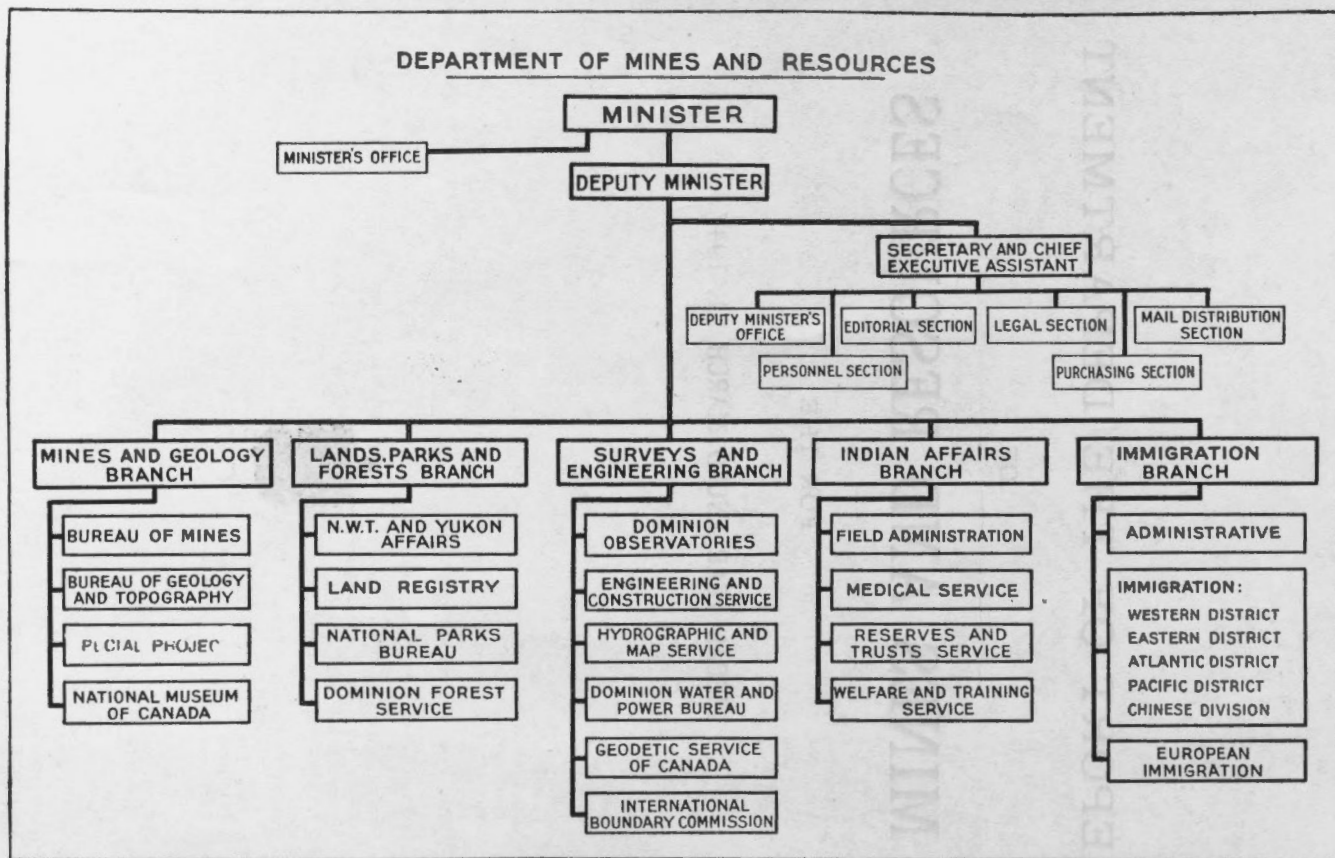 DEPARTMENT OF MINES AND RESOURCES
MINISTER
MINISTER'S OFFICE
DEPUTY MINISTER
SECRETARY AND CHIEF
EXECUTIVE ASSISTANT
DEPUTY MINISTER'S
OFFICE
EDITORIAL SECTION
LEGAL SECTION
MAIL DISTRIBUTION
SECTION
PERSONNEL SECTION
PURCHASING SECTION
MINES AND GEOLOGY
BRANCH
BUREAU OF MINES
BUREAU OF GEOLOGY
AND TOPOGRAPHY
PECIAL PROJEC
NATIONAL MUSEUM
OF CANADA
LANDS, PARKS AND
FORESTS BRANCH
N.W.T. AND YUKON
AFFAIRS
LAND REGISTRY
NATIONAL PARKS
BUREAU
DOMINION FOREST
SERVICE
SURVEYS AND
ENGINEERING BRANCH
DOMINION
OBSERVATORIES
ENGINEERING AND
CONSTRUCTION SERVICE
HYDROGRAPHIC AND
MAP SERVICE
DOMINION WATER AND
POWER BUREAU
GEODETIC SERVICE
OF CANADA
INTERNATIONAL
BOUNDARY COMMISSION
INDIAN AFFAIRS
BRANCH
FIELD ADMINISTRATION
MEDICAL SERVICE
RESERVES AND
TRUSTS SERVICE
WELFARE AND TRAINING
SERVICE
IMMIGRATION
BRANCH
ADMINISTRATIVE
IMMIGRATION:
WESTERN DISTRICT
EASTERN DISTRICT
ATLANTIC DISTRICT
PACIFIC DISTRICT
CHINESE DIVISION
EUROPEAN
IMMIGRATION